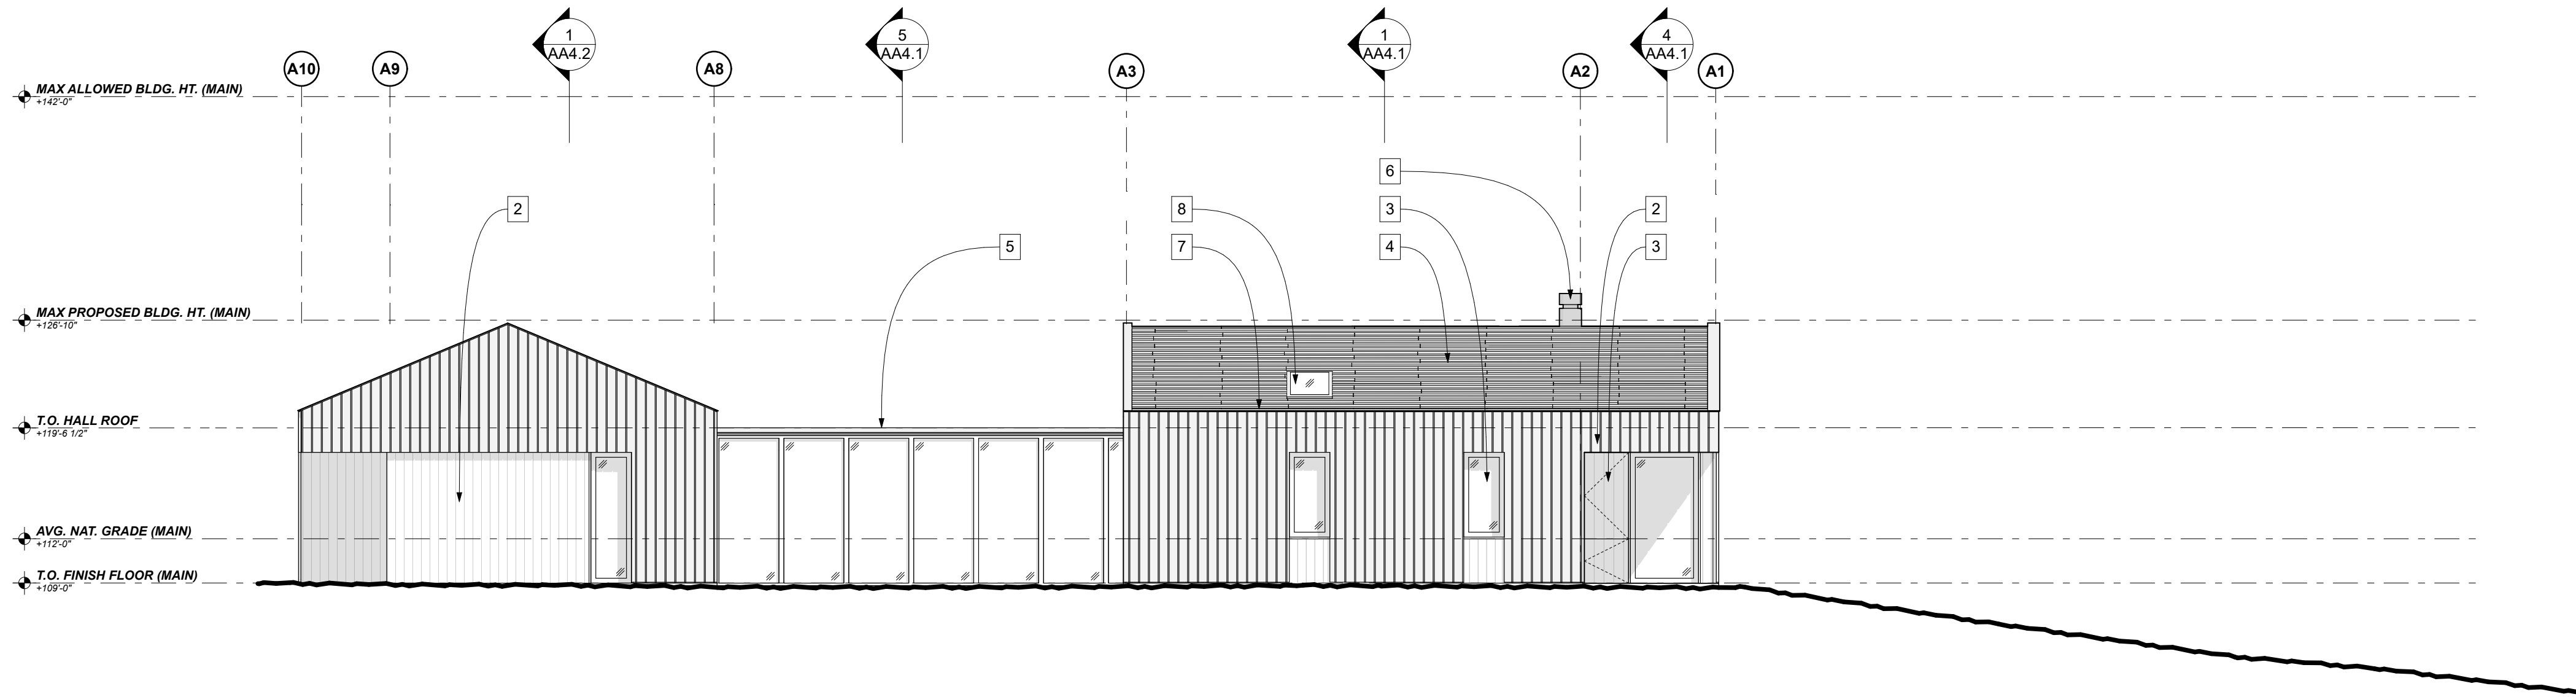 1
AA4.2
5
AA4.1
1
AA4.1
4
AA4.1
A10
A9
A8
A3
A2
A1
MAX ALLOWED BLDG. HT. (MAIN)
+142'-0"
6
2
8
3
2
5
7
4
3
MAX PROPOSED BLDG. HT. (MAIN)
+126'-10"
T.O. HALL ROOF
+119'-6 1/2"
AVG. NAT. GRADE (MAIN)
+112'-0"
T.O. FINISH FLOOR (MAIN)
+109'-0"